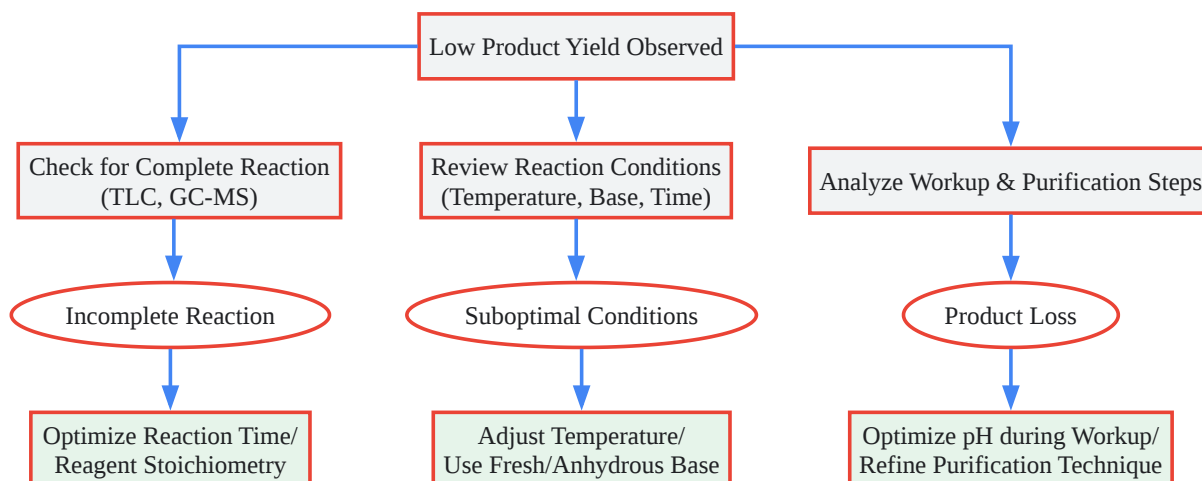 Low Product Yield Observed
Check for Complete Reaction
(TLC, GC-MS)
Review Reaction Conditions
(Temperature, Base, Time)
Analyze Workup & Purification Steps
Incomplete Reaction
Suboptimal Conditions
Product Loss
Optimize Reaction Time/
Reagent Stoichiometry
Adjust Temperature/
Use Fresh/Anhydrous Base
Optimize pH during Workup/
Refine Purification Technique